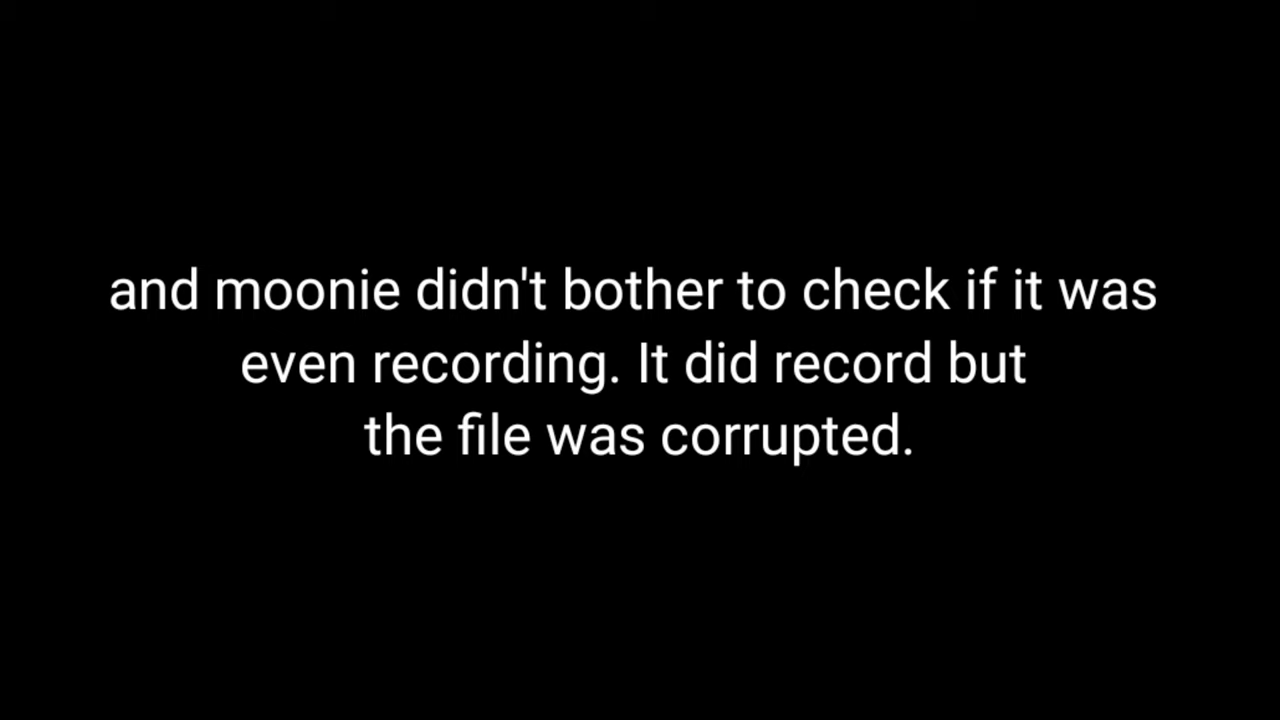 and moonie didn't bother to check if it was
even recording. It did record but
the file was corrupted.